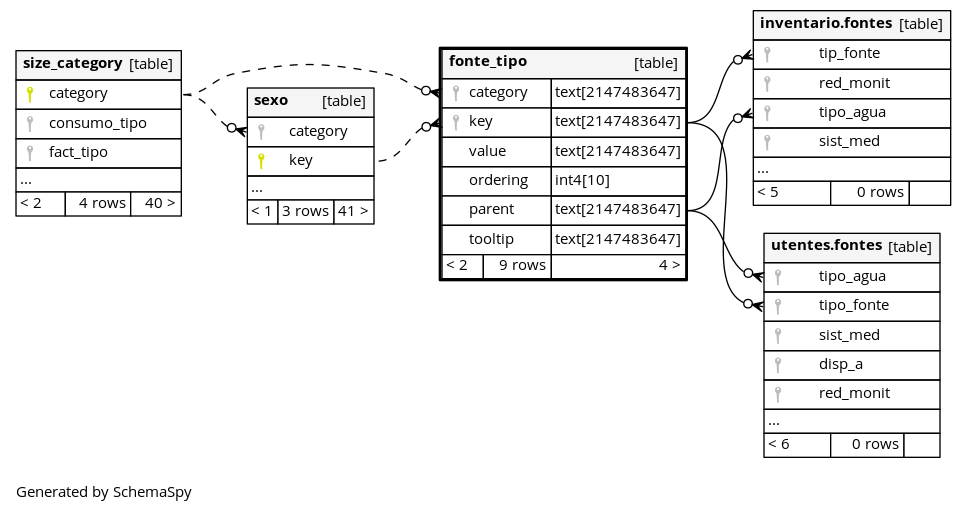 size_category [table]
category
consumo_tipo
fact_tipo
...
< 2 4 rows 40 >
sexo [table]
category
key
...
< 1 3 rows 41 >
fonte_tipo [table]
category text[2147483647]
key text[2147483647]
value text[2147483647]
ordering int4[10]
parent text[2147483647]
tooltip text[2147483647]
< 2 9 rows 4 >
inventario.fontes [table]
tip_fonte
red_monit
tipo_agua
sist_med
...
< 5 0 rows
utentes.fontes [table]
tipo_agua
tipo_fonte
sist_med
disp_a
red_monit
...
< 6 0 rows
Generated by SchemaSpy